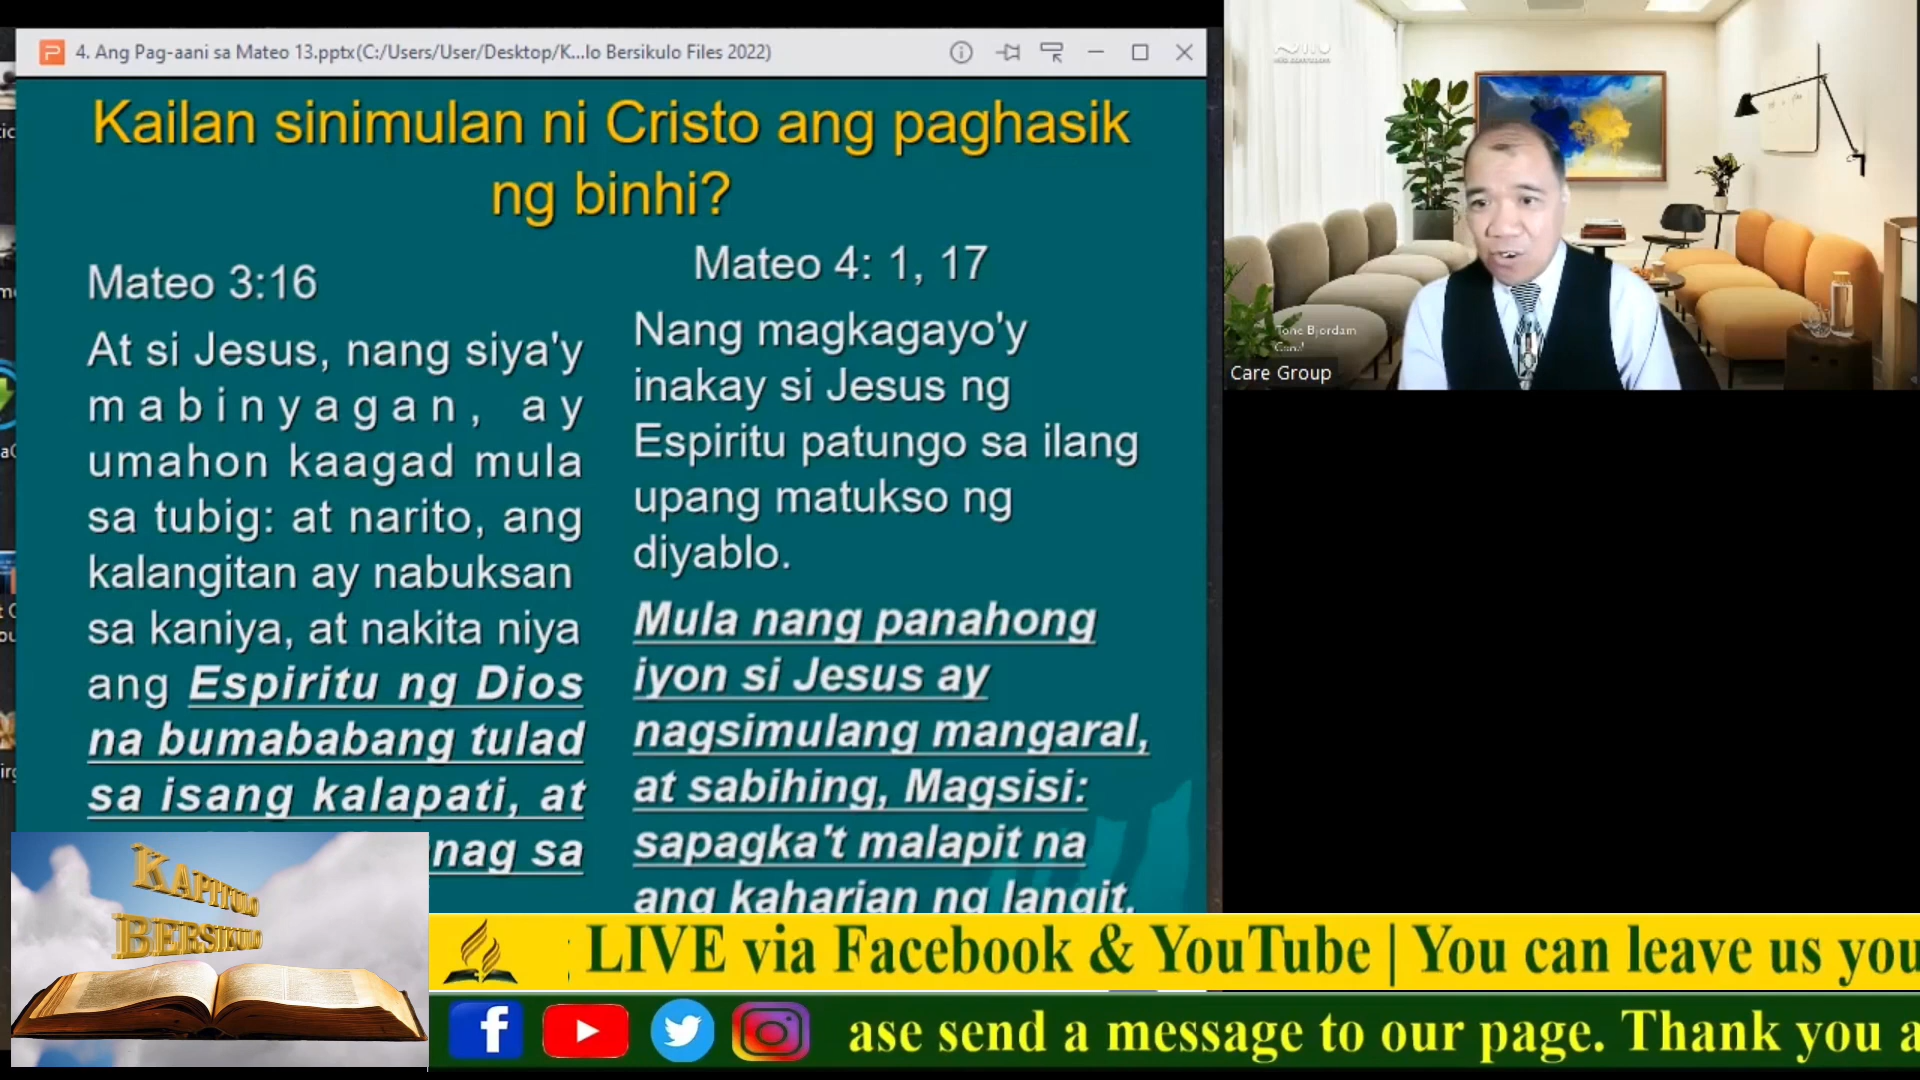 4. Ang Pag-aani sa Mateo 13.pptx(C:/Users/User/Desktop/K...lo Bersikulo Files 2022)
Kailan sinimulan ni Cristo ang paghasik
ng binhi?
Mateo 3:16
At si Jesus, nang siya'y
mabinyagan, ay
umahon kaagad mula
sa tubig: at narito, ang
kalangitan ay nabuksan
sa kaniya, at nakita niya
ang Espiritu ng Dios
na bumababang tulad
sa isang kalapati, at
nag sa
Mateo 4: 1, 17
Nang magkagayo'y
inakay si Jesus ng
Espiritu patungo sa ilang
upang matukso ng
diyablo.
Mula nang panahong
iyon si Jesus ay
nagsimulang mangaral,
at sabihing, Magsisi:
sapagka't malapit na
ang kaharian ng langit.
Tone Bjordam
Care Group
KAPITULO
BERSIKULO
LIVE via Facebook & YouTube | You can leave us you
ase send a message to our page. Thank you a